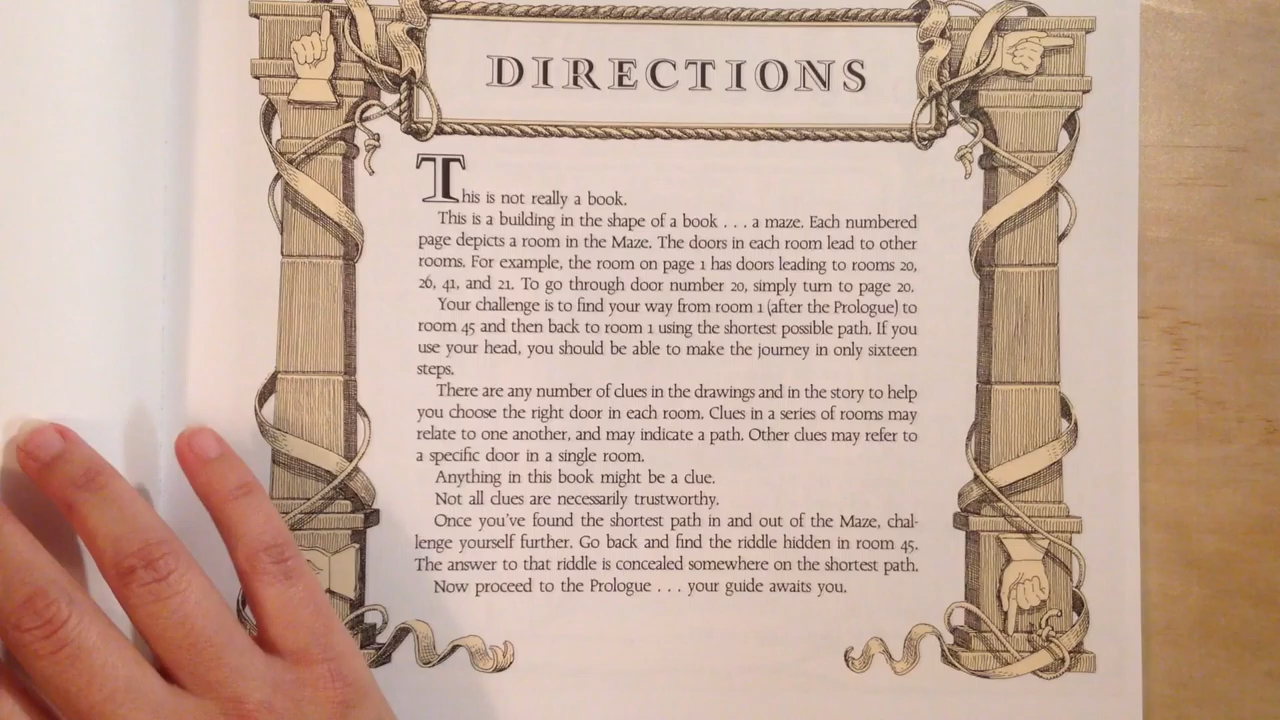 DIRECTIONS
This is not really a book.
This is a building in the shape of a book . . . a maze. Each numbered
page depicts a room in the Maze. The doors in each room lead to other
rooms. For example, the room on page 1 has doors leading to rooms 20,
26, 41, and 21. To go through door number 20, simply turn to page 20.
Your challenge is to find your way from room 1 (after the Prologue) to
room 45 and then back to room 1 using the shortest possible path. If you
use your head, you should be able to make the journey in only sixteen
steps.
There are any number of clues in the drawings and in the story to help
you choose the right door in each room. Clues in a series of rooms may
relate to one another, and may indicate a path. Other clues may refer to
a specific door in a single room.
Anything in this book might be a clue.
Not all clues are necessarily trustworthy.
Once you've found the shortest path in and out of the Maze, chal-
lenge yourself further. Go back and find the riddle hidden in room 45.
The answer to that riddle is concealed somewhere on the shortest path.
Now proceed to the Prologue . . . your guide awaits you.